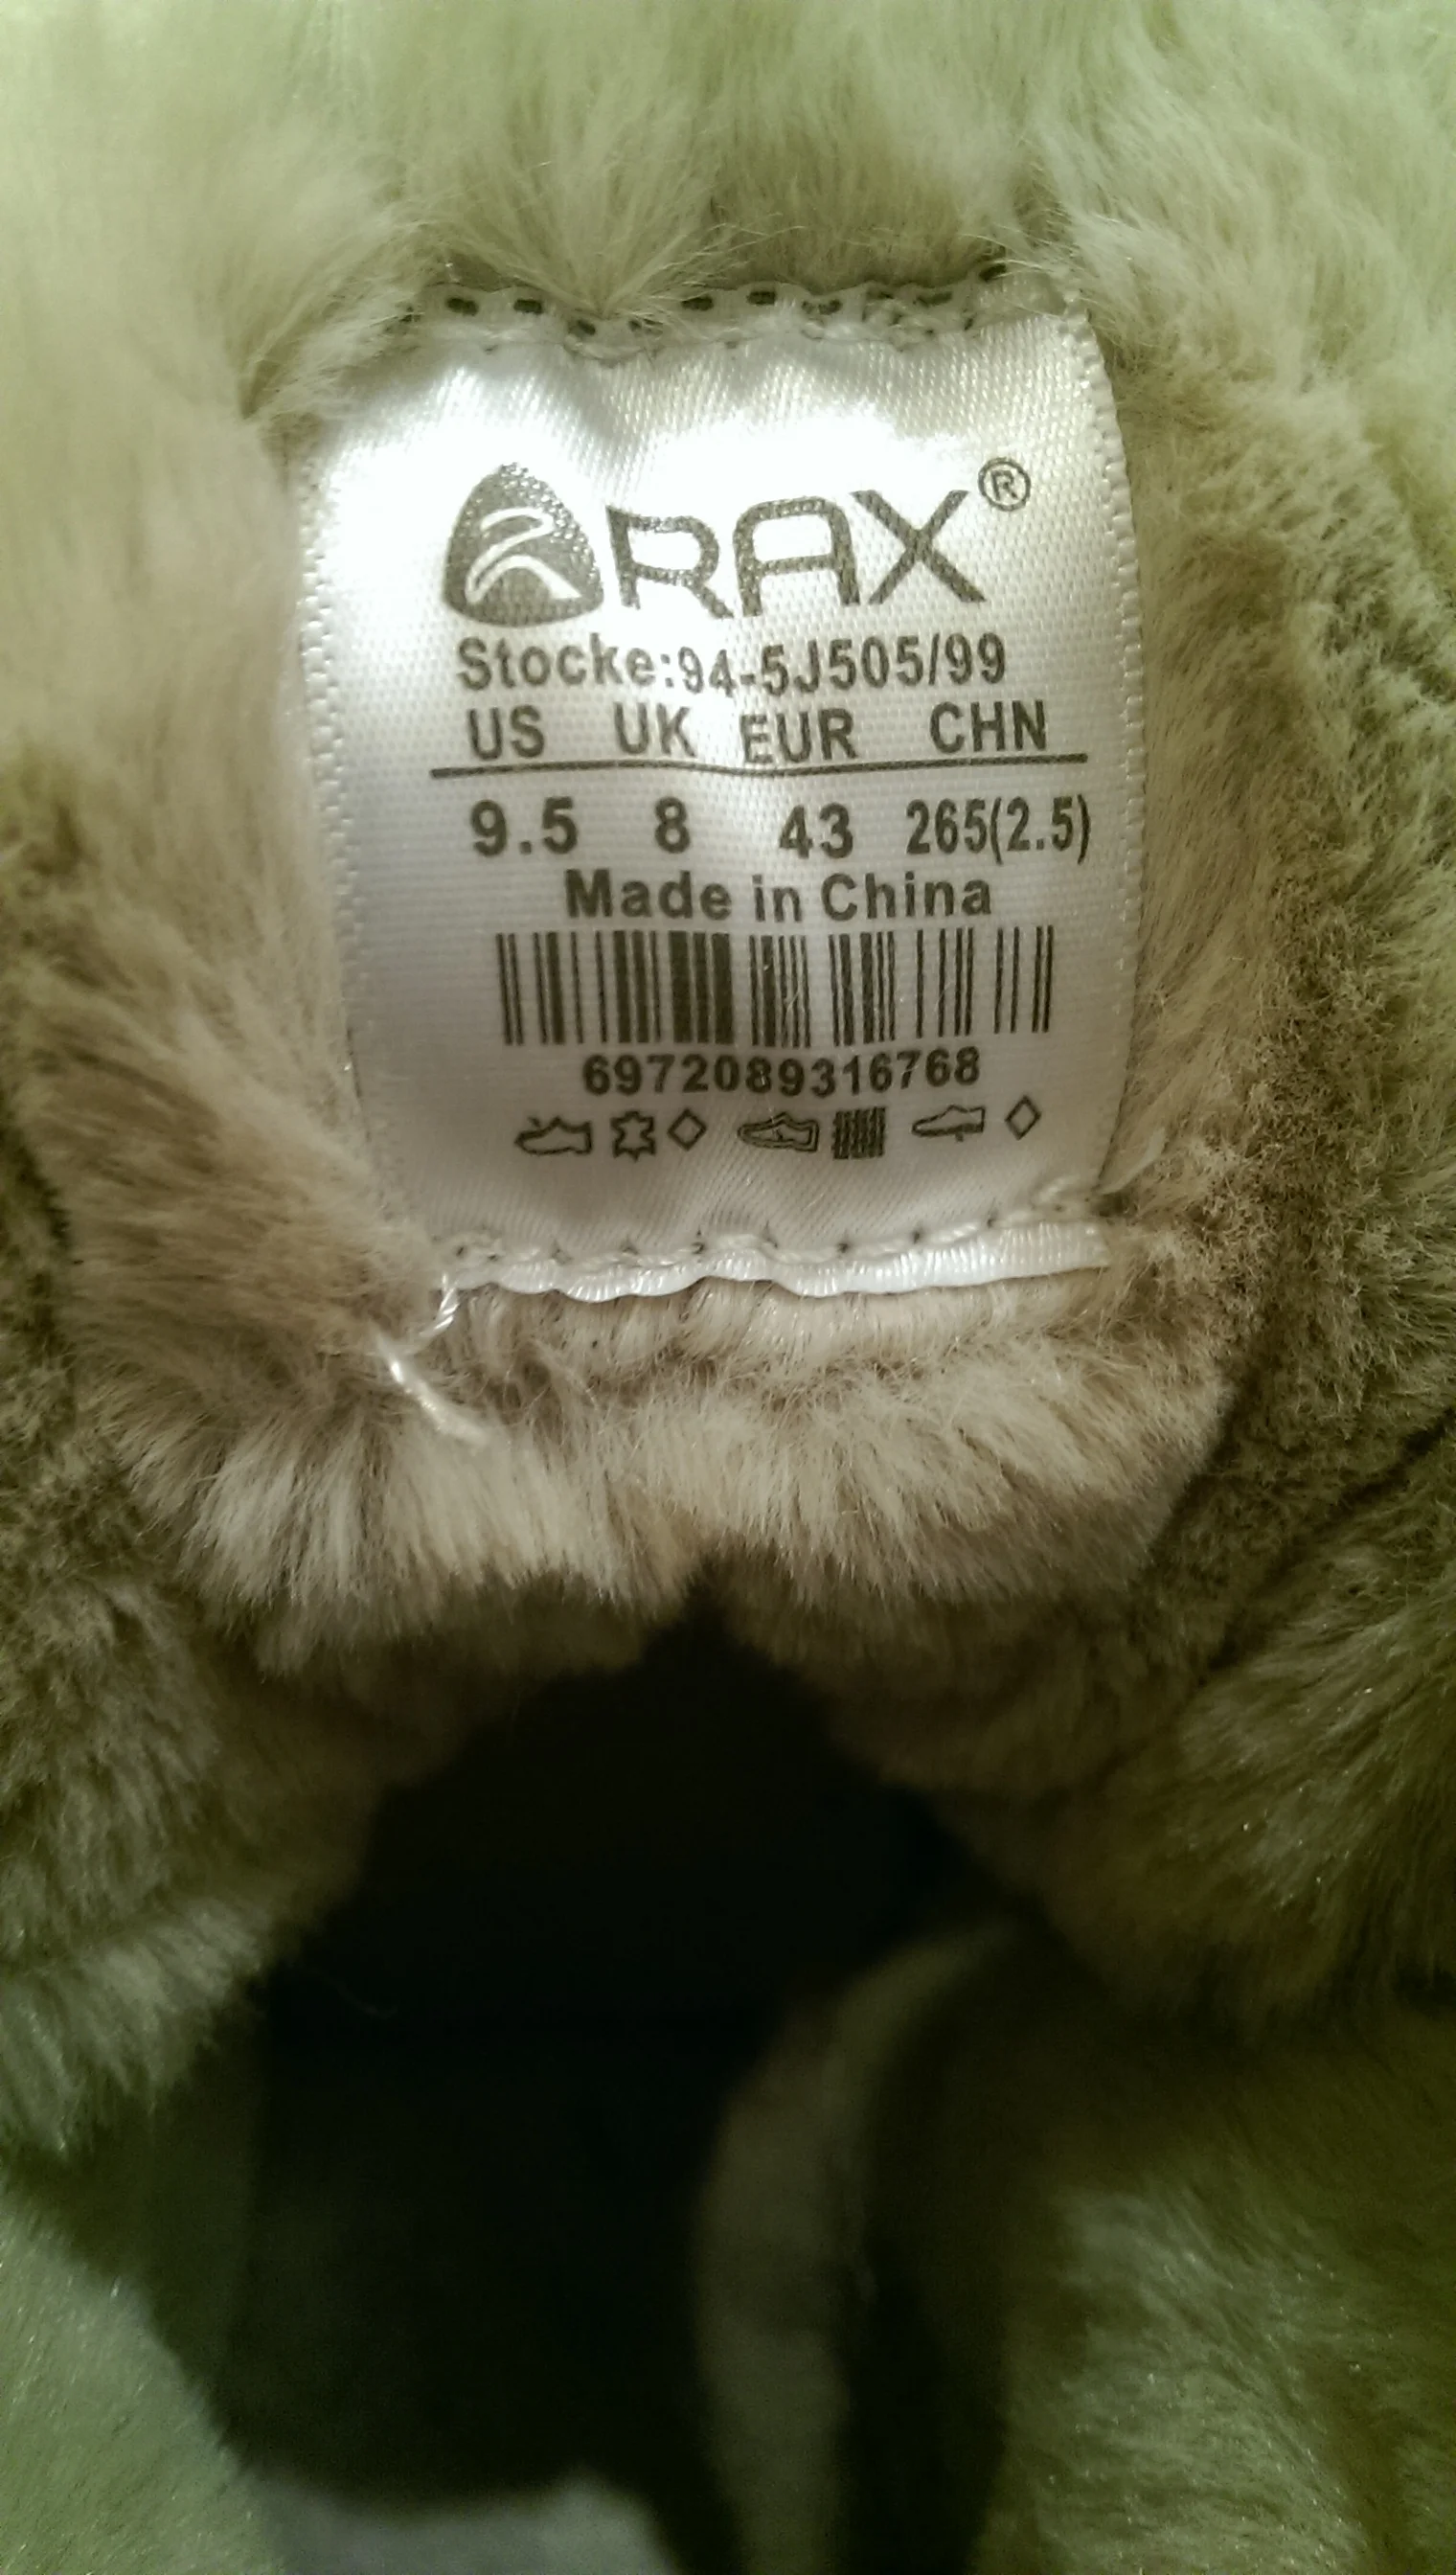 RAX®
Stocke:94-5J505/99
US UK EUR CHN
9.5 8 43 265(2.5)
Made in China
6972089316768